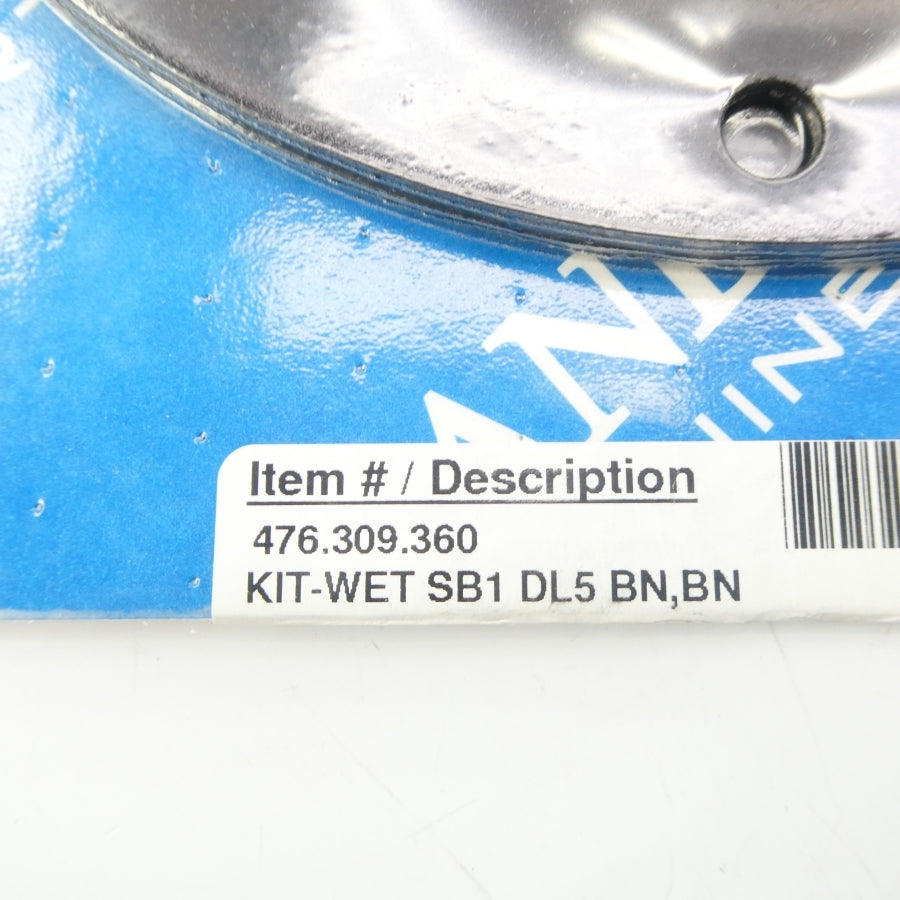 Item # / Description
476.309.360
KIT-WET SB1 DL5 BN,BN